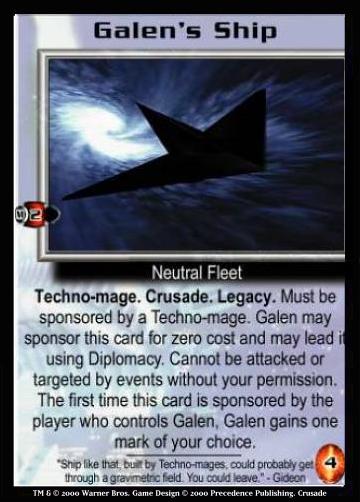 Galen's Ship
2
Neutral Fleet
Techno-mage. Crusade. Legacy. Must be
sponsored by a Techno-mage. Galen may
sponsor this card for zero cost and may lead it
using Diplomacy. Cannot be attacked or
targeted by events without your permission.
The first time this card is sponsored by the
player who controls Galen, Galen gains one
mark of your choice.
"Ship like that, built by Techno-mages, could probably get
through a gravimetric field. You could leave." - Gideon
4
TM & © 2000 Warner Bros. Game Design © 2000 Precedence Publishing. Crusade